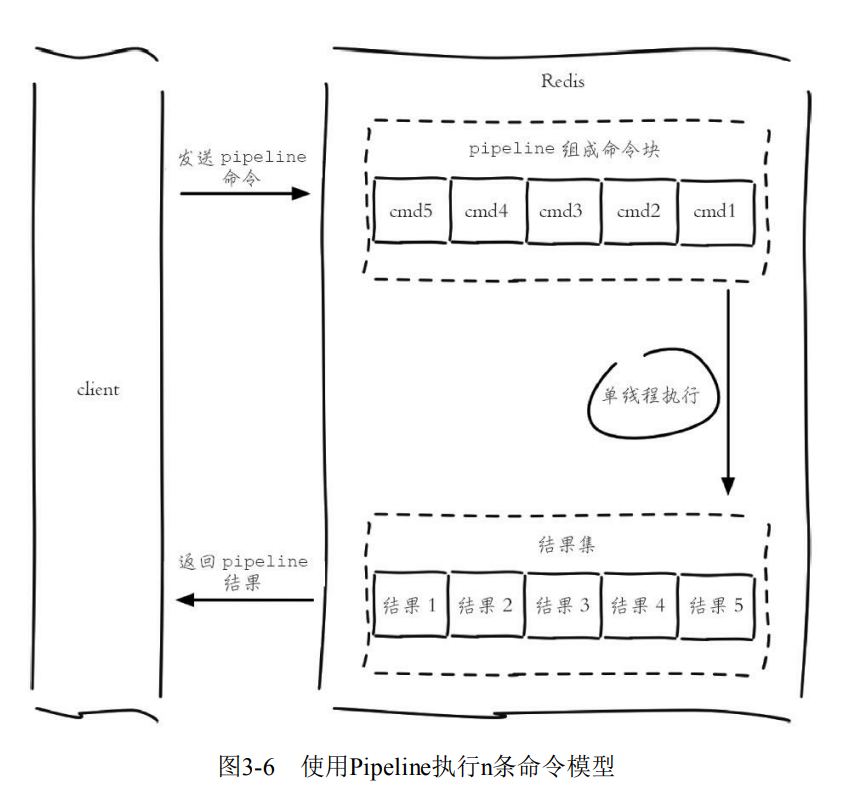 Redis
pipeline 组成命令块
发送 pipeline
命令
cmd5 cmd4 cmd3 cmd2 cmd1
client
单线程执行
结果集
返回 pipeline
结果
结果 1 结果 2 结果 3 结果 4 结果 5
图3-6 使用Pipeline执行n条命令模型